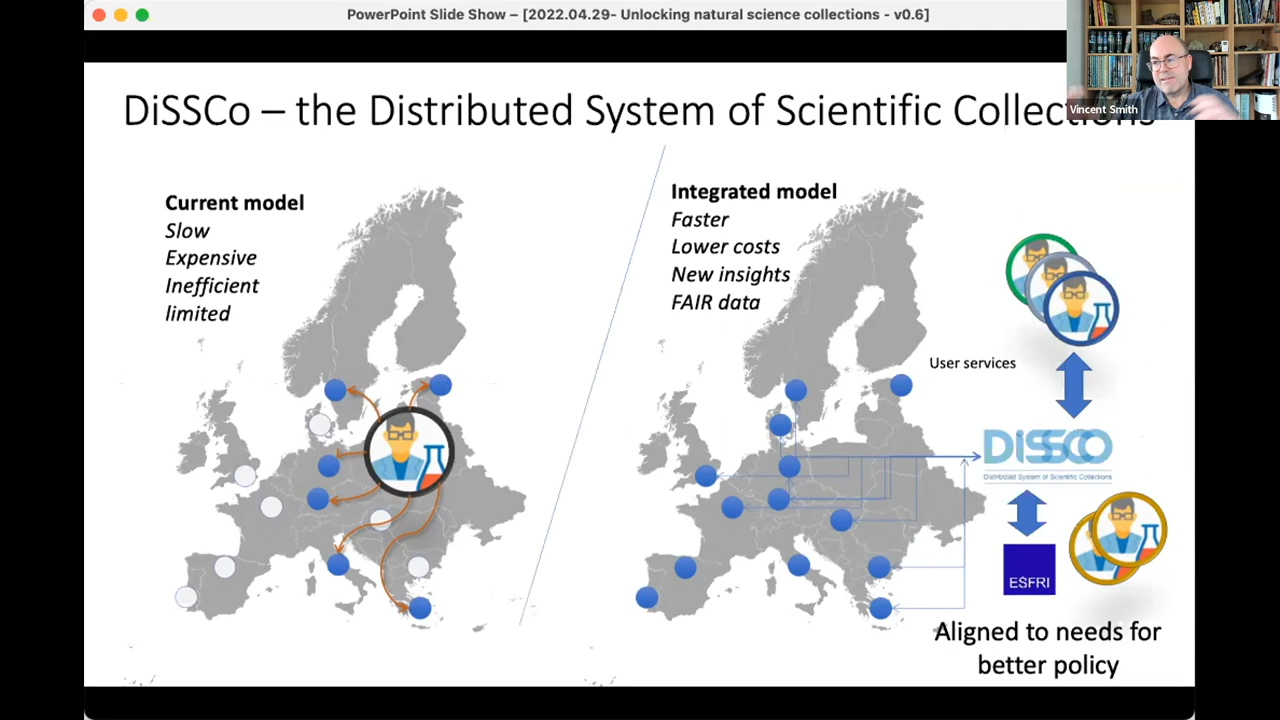 PowerPoint Slide Show – [2022.04.29- Unlocking natural science collections - v0.6]
Vincent Smith
DiSSCo – the Distributed System of Scientific Collections
Current model
Slow
Expensive
Inefficient
limited
Integrated model
Faster
Lower costs
New insights
FAIR data
User services
DiSSCo
Distributed System of Scientific Collections
ESFRI
Aligned to needs for
better policy